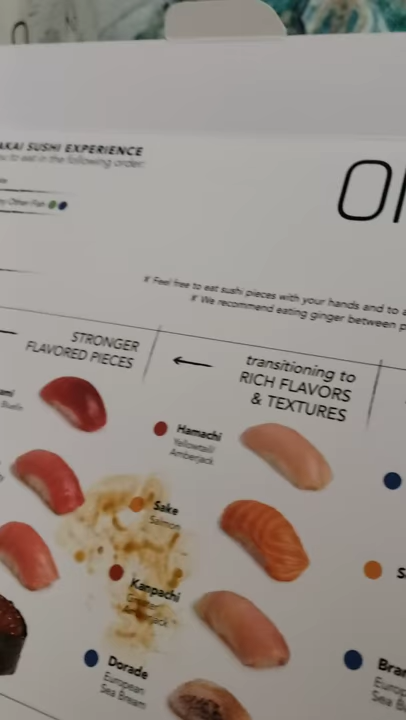 AKAI SUSHI EXPERIENCE
to eat in the following order:
Other Fish
O
# Feel free to eat sushi pieces with your hands and to
# We recommend eating ginger between
STRONGER
FLAVORED PIECES
transitioning to
RICH FLAVORS
& TEXTURES
Hamachi
Yellowtail/
Amberjack
Sake
Salmon
Kanpachi
Dorade
European
Sea Bream
Bran
Europ
Sea B